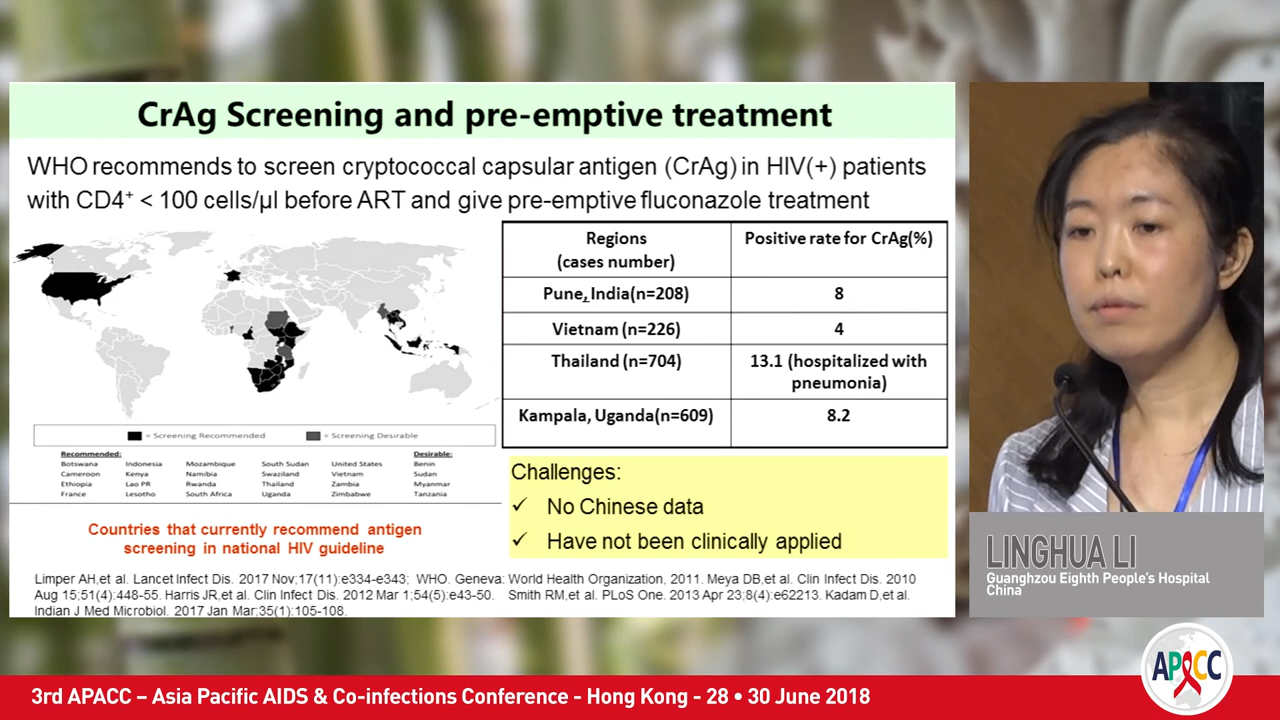 CrAg Screening and pre-emptive treatment
WHO recommends to screen cryptococcal capsular antigen (CrAg) in HIV(+) patients
with CD4⁺ < 100 cells/µl before ART and give pre-emptive fluconazole treatment
Regions
(cases number)
Positive rate for CrAg(%)
Pune, India(n=208)
8
Vietnam (n=226)
4
Thailand (n=704)
13.1 (hospitalized with
pneumonia)
Kampala, Uganda(n=609)
8.2
= Screening Recommended
= Screening Desirable
Recommended:
Desirable:
Botswana Indonesia Mozambique South Sudan United States Benin
Cameroon Kenya Namibia Swaziland Vietnam Sudan
Ethiopia Lao PR Rwanda Thailand Zambia Myanmar
France Lesotho South Africa Uganda Zimbabwe Tanzania
Countries that currently recommend antigen
screening in national HIV guideline
Challenges:
✓ No Chinese data
✓ Have not been clinically applied
Limper AH,et al. Lancet Infect Dis. 2017 Nov;17(11):e334-e343; WHO. Geneva: World Health Organization, 2011. Meya DB,et al. Clin Infect Dis. 2010
Aug 15;51(4):448-55. Harris JR,et al. Clin Infect Dis. 2012 Mar 1;54(5):e43-50. Smith RM,et al. PLoS One. 2013 Apr 23;8(4):e62213. Kadam D,et al.
Indian J Med Microbiol. 2017 Jan Mar;35(1):105-108.
LINGHUA LI
Guanghzou Eighth People's Hospital
China
APACC
3rd APACC – Asia Pacific AIDS & Co-infections Conference - Hong Kong - 28 • 30 June 2018